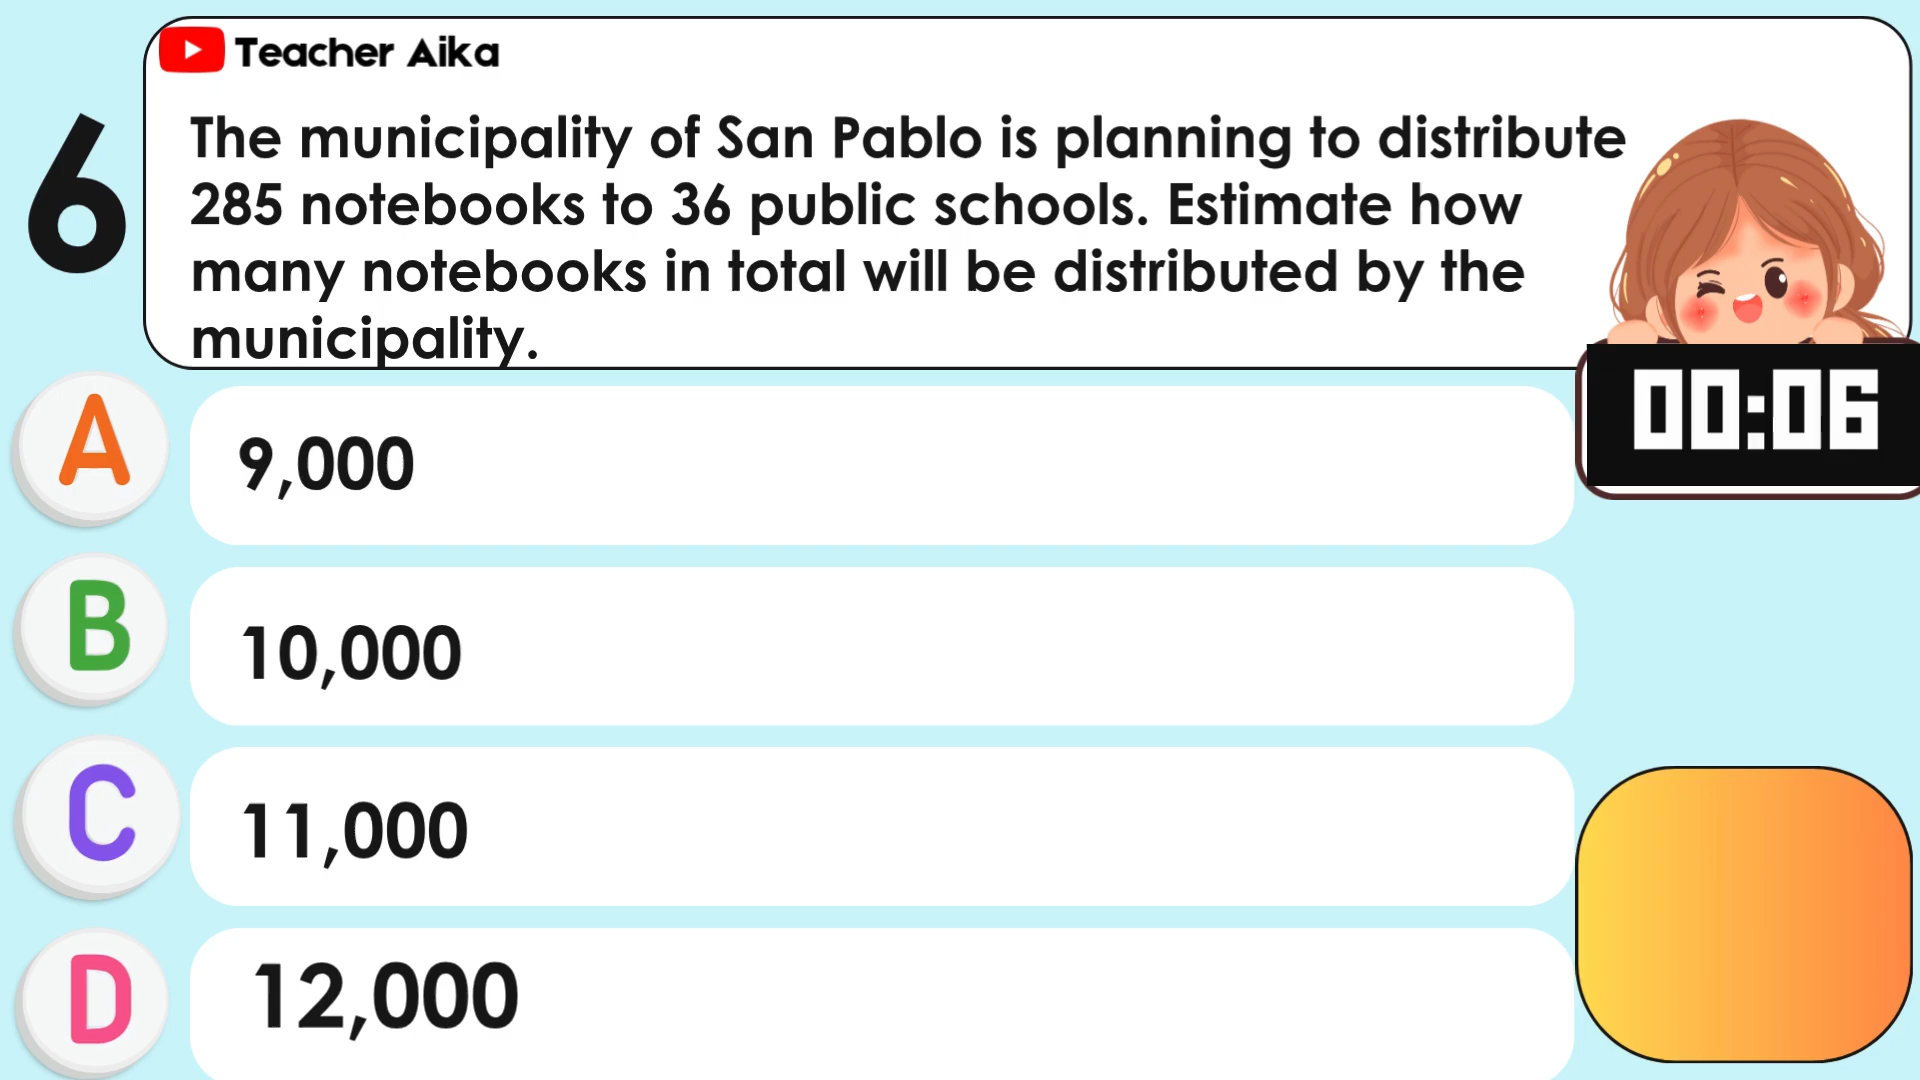 Teacher Aika
6
The municipality of San Pablo is planning to distribute
285 notebooks to 36 public schools. Estimate how
many notebooks in total will be distributed by the
municipality.
00:06
A
9,000
B
10,000
C
11,000
D
12,000